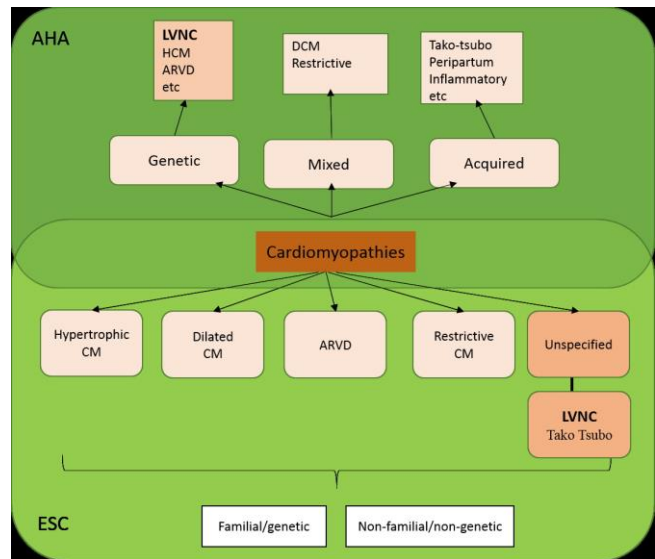 AHA
LVNC
HCM
ARVD
etc
DCM
Restrictive
Tako-tsubo
Peripartum
Inflammatory
etc
Genetic
Mixed
Acquired
Cardiomyopathies
Hypertrophic
CM
Dilated
CM
ARVD
Restrictive
CM
Unspecified
LVNC
Tako Tsubo
ESC
Familial/genetic
Non-familial/non-genetic